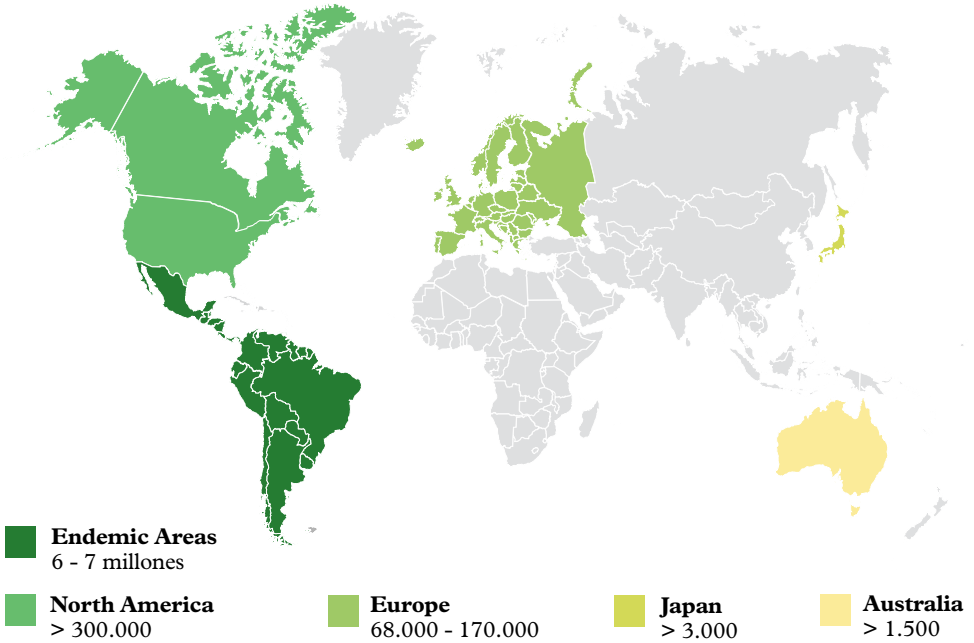 Endemic Areas
6 - 7 millones
North America
> 300.000
Europe
68.000 - 170.000
Japan
> 3.000
Australia
> 1.500